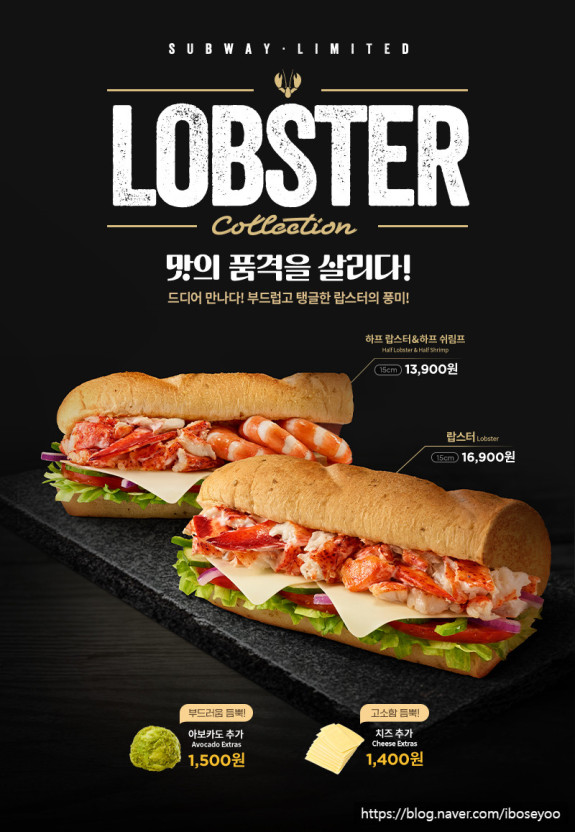 SUBWAY·LIMITED
LOBSTER
Collection
맛의 품격을 살리다!
드디어 만나다! 부드럽고 탱글한 랍스터의 풍미!
하프 랍스터&하프 쉬림프
Half Lobster & Half Shrimp
15cm 13,900원
랍스터 Lobster
15cm 16,900원
부드러움 듬뿍!
아보카도 추가
Avocado Extras
1,500원
고소함 듬뿍!
치즈 추가
Cheese Extras
1,400원
https://blog.naver.com/iboseyoo